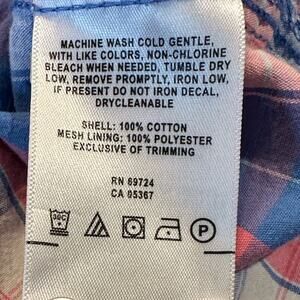 MACHINE WASH COLD GENTLE,
WITH LIKE COLORS, NON-CHLORINE
BLEACH WHEN NEEDED, TUMBLE DRY
LOW, REMOVE PROMPTLY, IRON LOW,
IF PRESENT DO NOT IRON DECAL,
DRYCLEANABLE
SHELL: 100% COTTON
MESH LINING: 100% POLYESTER
EXCLUSIVE OF TRIMMING
RN 69724
CA 05367
30C P